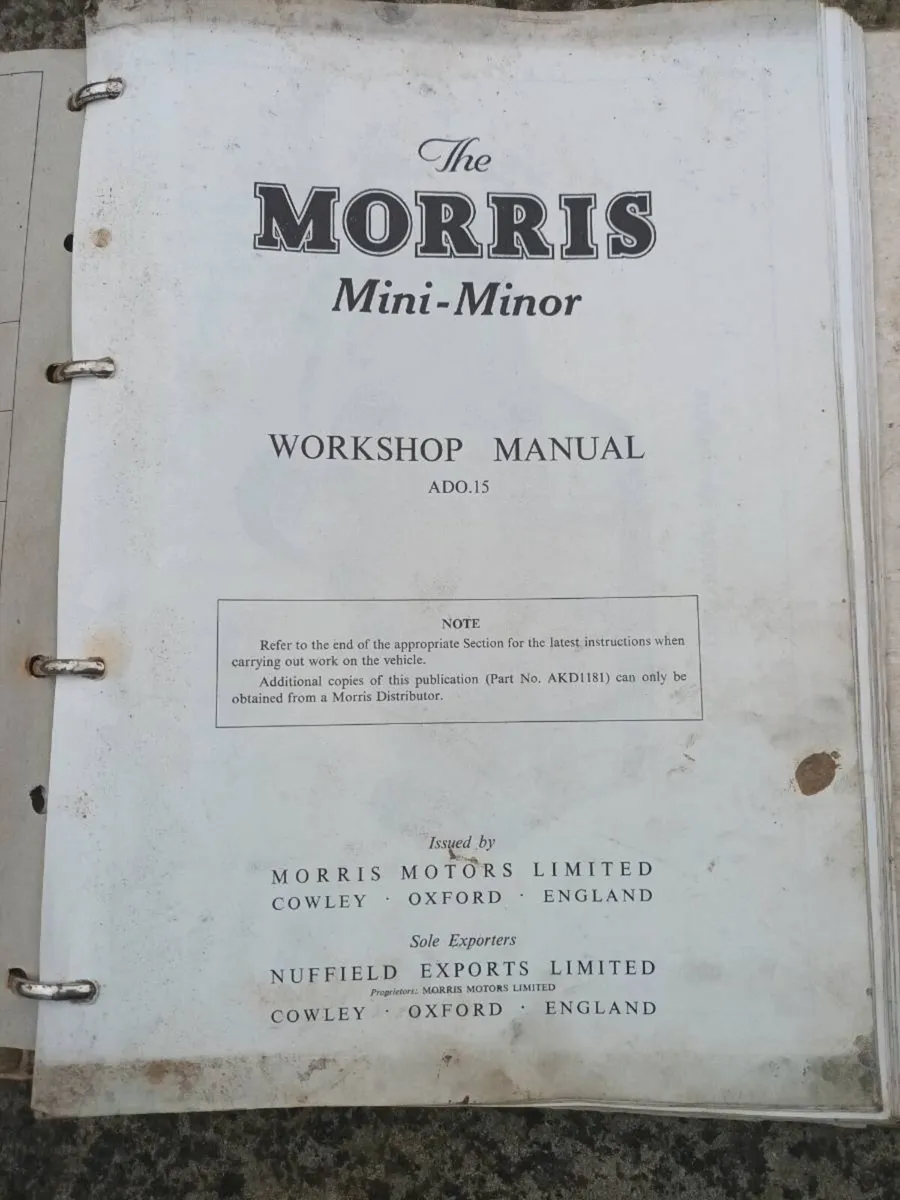 The
MORRIS
Mini-Minor
WORKSHOP MANUAL
ADO.15
NOTE
Refer to the end of the appropriate Section for the latest instructions when
carrying out work on the vehicle.
Additional copies of this publication (Part No. AKD1181) can only be
obtained from a Morris Distributor.
Issued by
MORRIS MOTORS LIMITED
COWLEY · OXFORD · ENGLAND
Sole Exporters
NUFFIELD EXPORTS LIMITED
Proprietors: MORRIS MOTORS LIMITED
COWLEY · OXFORD · ENGLAND